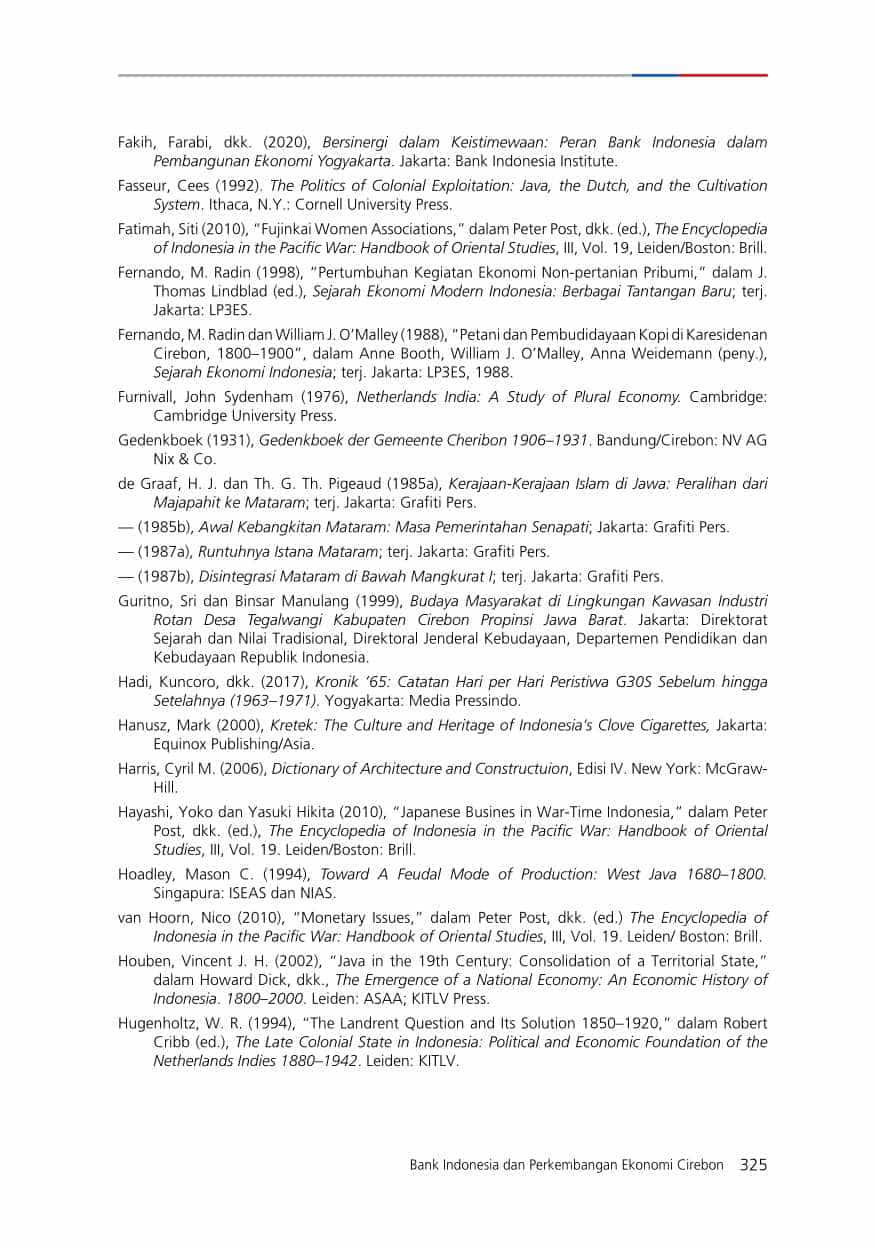 Fakih, Farabi, dkk. (2020), Bersinergi dalam Keistimewaan: Peran Bank Indonesia dalam
Pembangunan Ekonomi Yogyakarta. Jakarta: Bank Indonesia Institute.
Fasseur, Cees (1992). The Politics of Colonial Exploitation: Java, the Dutch, and the Cultivation
System. Ithaca, N.Y.: Cornell University Press.
Fatimah, Siti (2010), “Fujinkai Women Associations,” dalam Peter Post, dkk. (ed.), The Encyclopedia
of Indonesia in the Pacific War: Handbook of Oriental Studies, III, Vol. 19, Leiden/Boston: Brill.
Fernando, M. Radin (1998), “Pertumbuhan Kegiatan Ekonomi Non-pertanian Pribumi,” dalam J.
Thomas Lindblad (ed.), Sejarah Ekonomi Modern Indonesia: Berbagai Tantangan Baru; terj.
Jakarta: LP3ES.
Fernando, M. Radin dan William J. O’Malley (1988), “Petani dan Pembudidayaan Kopi di Karesidenan
Cirebon, 1800–1900”, dalam Anne Booth, William J. O’Malley, Anna Weidemann (peny.),
Sejarah Ekonomi Indonesia; terj. Jakarta: LP3ES, 1988.
Furnivall, John Sydenham (1976), Netherlands India: A Study of Plural Economy. Cambridge:
Cambridge University Press.
Gedenkboek (1931), Gedenkboek der Gemeente Cheribon 1906–1931. Bandung/Cirebon: NV AG
Nix & Co.
de Graaf, H. J. dan Th. G. Th. Pigeaud (1985a), Kerajaan-Kerajaan Islam di Jawa: Peralihan dari
Majapahit ke Mataram; terj. Jakarta: Grafiti Pers.
— (1985b), Awal Kebangkitan Mataram: Masa Pemerintahan Senapati; Jakarta: Grafiti Pers.
— (1987a), Runtuhnya Istana Mataram; terj. Jakarta: Grafiti Pers.
— (1987b), Disintegrasi Mataram di Bawah Mangkurat I; terj. Jakarta: Grafiti Pers.
Guritno, Sri dan Binsar Manulang (1999), Budaya Masyarakat di Lingkungan Kawasan Industri
Rotan Desa Tegalwangi Kabupaten Cirebon Propinsi Jawa Barat. Jakarta: Direktorat
Sejarah dan Nilai Tradisional, Direktoral Jenderal Kebudayaan, Departemen Pendidikan dan
Kebudayaan Republik Indonesia.
Hadi, Kuncoro, dkk. (2017), Kronik ‘65: Catatan Hari per Hari Peristiwa G30S Sebelum hingga
Setelahnya (1963–1971). Yogyakarta: Media Pressindo.
Hanusz, Mark (2000), Kretek: The Culture and Heritage of Indonesia’s Clove Cigarettes, Jakarta:
Equinox Publishing/Asia.
Harris, Cyril M. (2006), Dictionary of Architecture and Constructuion, Edisi IV. New York: McGraw-
Hill.
Hayashi, Yoko dan Yasuki Hikita (2010), “Japanese Busines in War-Time Indonesia,” dalam Peter
Post, dkk. (ed.), The Encyclopedia of Indonesia in the Pacific War: Handbook of Oriental
Studies, III, Vol. 19. Leiden/Boston: Brill.
Hoadley, Mason C. (1994), Toward A Feudal Mode of Production: West Java 1680–1800.
Singapura: ISEAS dan NIAS.
van Hoorn, Nico (2010), “Monetary Issues,” dalam Peter Post, dkk. (ed.) The Encyclopedia of
Indonesia in the Pacific War: Handbook of Oriental Studies, III, Vol. 19. Leiden/ Boston: Brill.
Houben, Vincent J. H. (2002), “Java in the 19th Century: Consolidation of a Territorial State,”
dalam Howard Dick, dkk., The Emergence of a National Economy: An Economic History of
Indonesia. 1800–2000. Leiden: ASAA; KITLV Press.
Hugenholtz, W. R. (1994), “The Landrent Question and Its Solution 1850–1920,” dalam Robert
Cribb (ed.), The Late Colonial State in Indonesia: Political and Economic Foundation of the
Netherlands Indies 1880–1942. Leiden: KITLV.
Bank Indonesia dan Perkembangan Ekonomi Cirebon 325